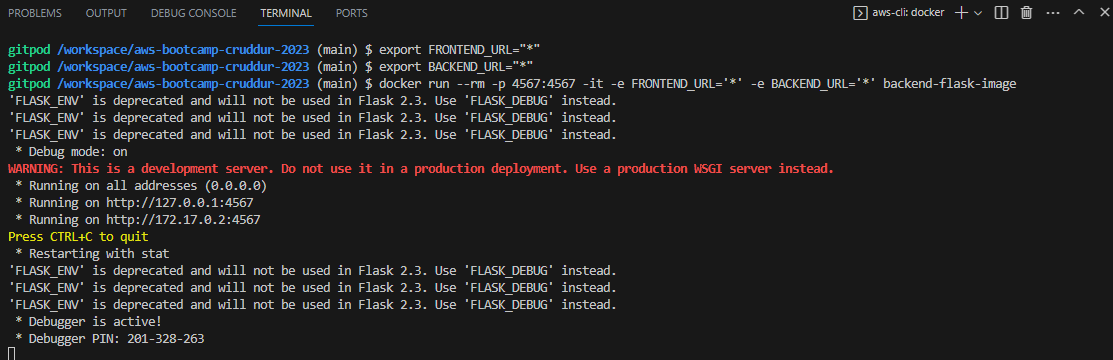 PROBLEMS OUTPUT DEBUG CONSOLE TERMINAL PORTS aws-cli: docker
gitpod /workspace/aws-bootcamp-cruddur-2023 (main) $ export FRONTEND_URL="*"
gitpod /workspace/aws-bootcamp-cruddur-2023 (main) $ export BACKEND_URL="*"
gitpod /workspace/aws-bootcamp-cruddur-2023 (main) $ docker run --rm -p 4567:4567 -it -e FRONTEND_URL='*' -e BACKEND_URL='*' backend-flask-image
'FLASK_ENV' is deprecated and will not be used in Flask 2.3. Use 'FLASK_DEBUG' instead.
'FLASK_ENV' is deprecated and will not be used in Flask 2.3. Use 'FLASK_DEBUG' instead.
'FLASK_ENV' is deprecated and will not be used in Flask 2.3. Use 'FLASK_DEBUG' instead.
 * Debug mode: on
WARNING: This is a development server. Do not use it in a production deployment. Use a production WSGI server instead.
 * Running on all addresses (0.0.0.0)
 * Running on http://127.0.0.1:4567
 * Running on http://172.17.0.2:4567
Press CTRL+C to quit
 * Restarting with stat
'FLASK_ENV' is deprecated and will not be used in Flask 2.3. Use 'FLASK_DEBUG' instead.
'FLASK_ENV' is deprecated and will not be used in Flask 2.3. Use 'FLASK_DEBUG' instead.
'FLASK_ENV' is deprecated and will not be used in Flask 2.3. Use 'FLASK_DEBUG' instead.
 * Debugger is active!
 * Debugger PIN: 201-328-263